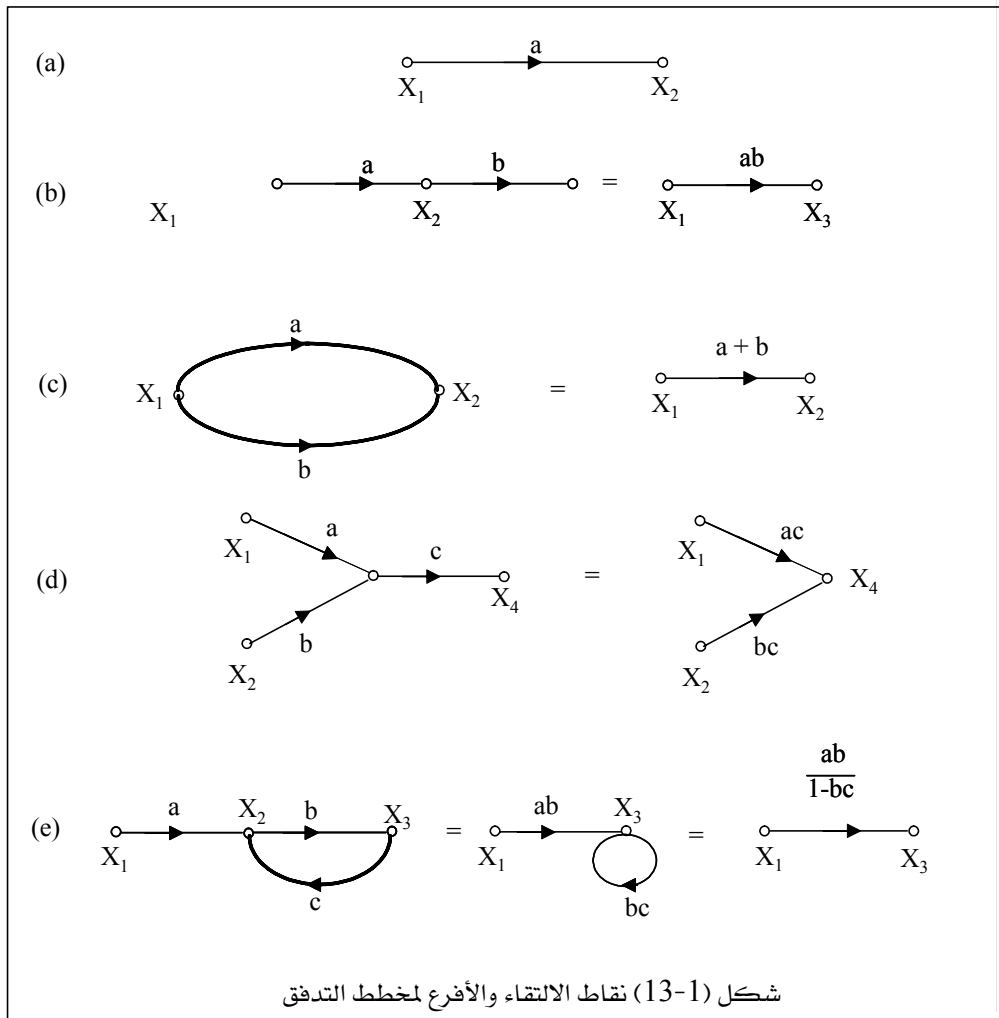 (a) a
X₁ X₂
(b) a b = ab
X₁ X₂ X₁ X₃
a
(c) X₁ X₂ = a + b
X₁ X₂
b
(d) X₁ a c = X₁ ac
X₄ X₄
X₂ b X₂ bc
(e) a X₂ b X₃ = ab X₃ = ab
1-bc
X₁ X₁ X₁ X₃
c bc
شكل (1-13) نقاط الالتقاء والأفرع لمخطط التدفق